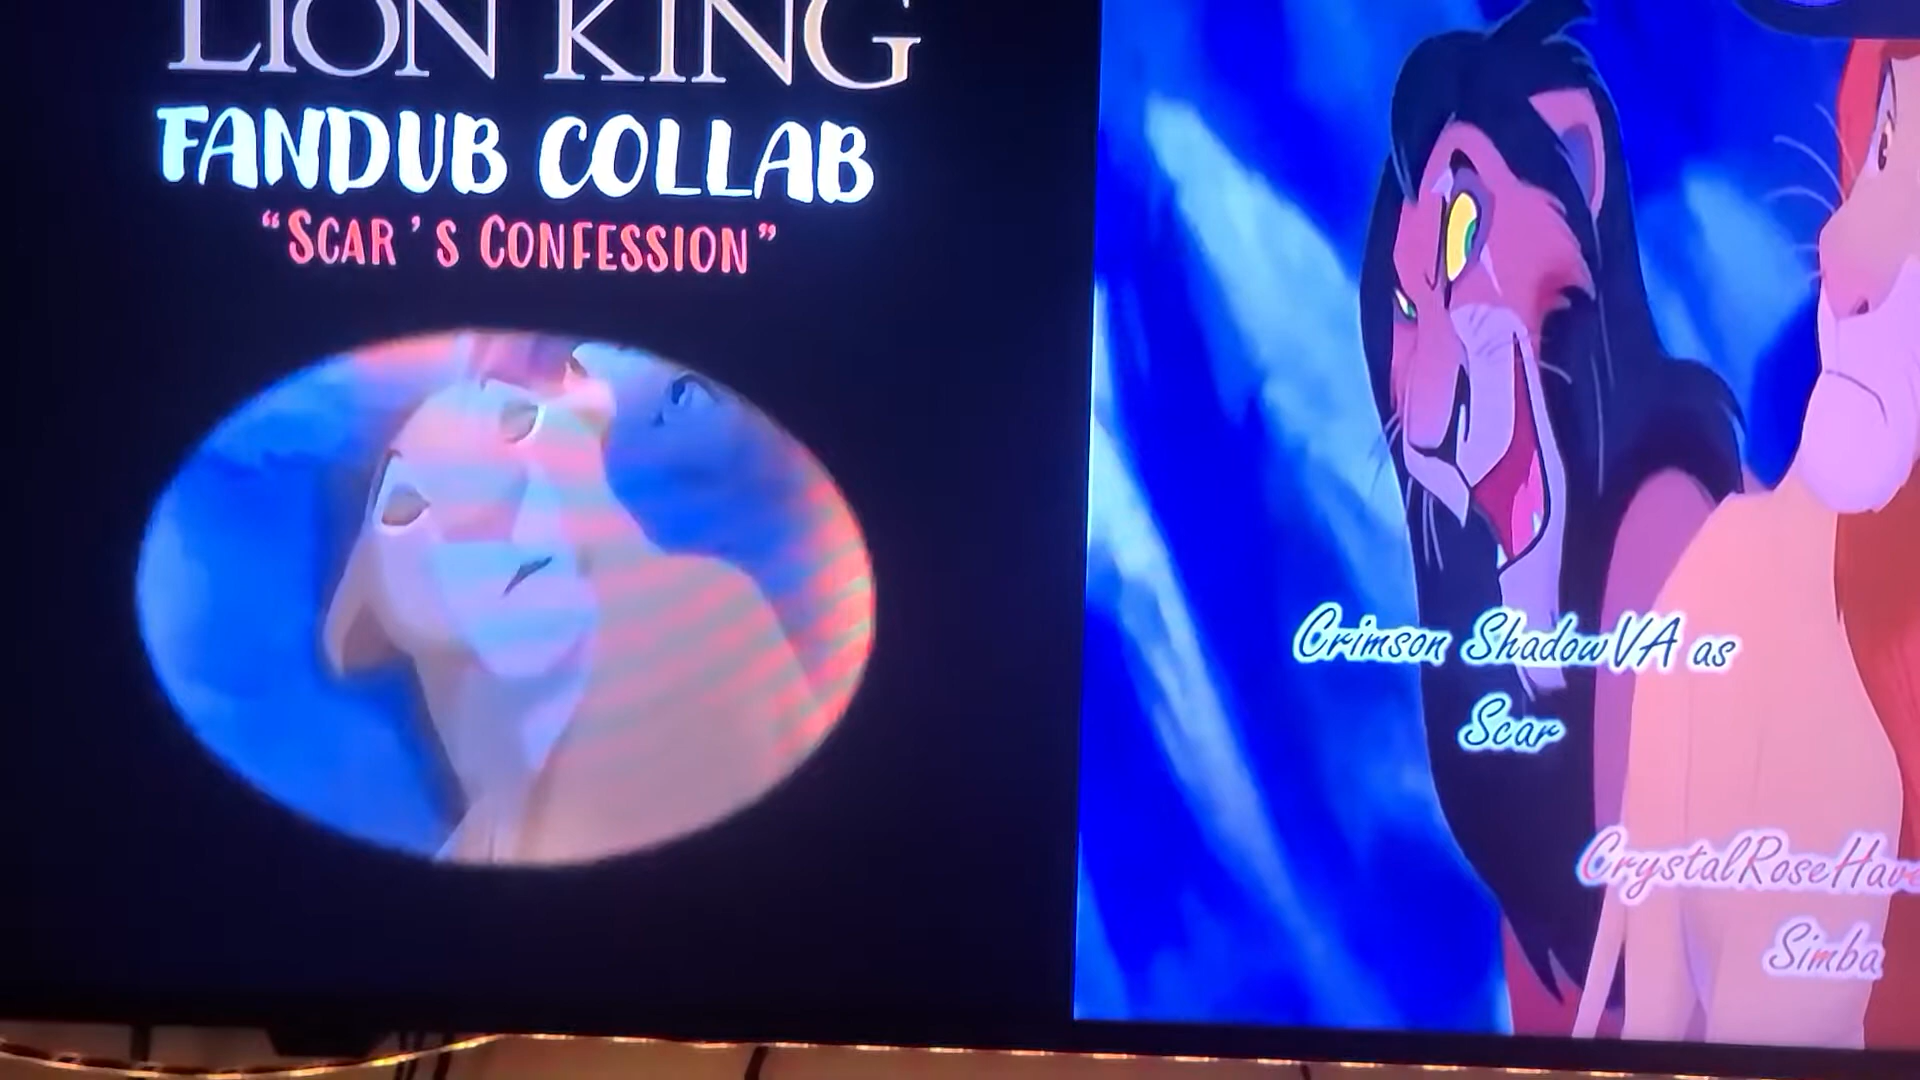 LION KING
FANDUB COLLAB
“SCAR’S CONFESSION”
Crimson ShadowVA as
Scar
Simba